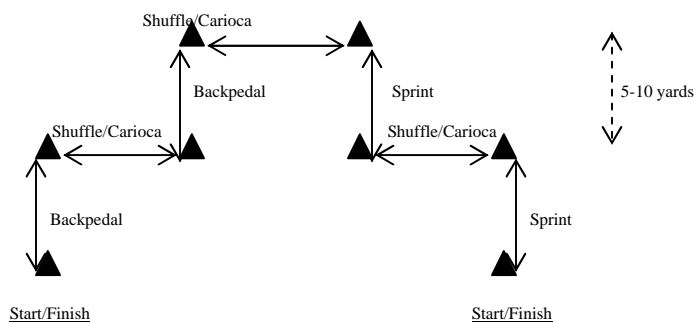 Shuffle/Carioca
Backpedal
Sprint
5-10 yards
Shuffle/Carioca
Shuffle/Carioca
Backpedal
Sprint
Start/Finish
Start/Finish